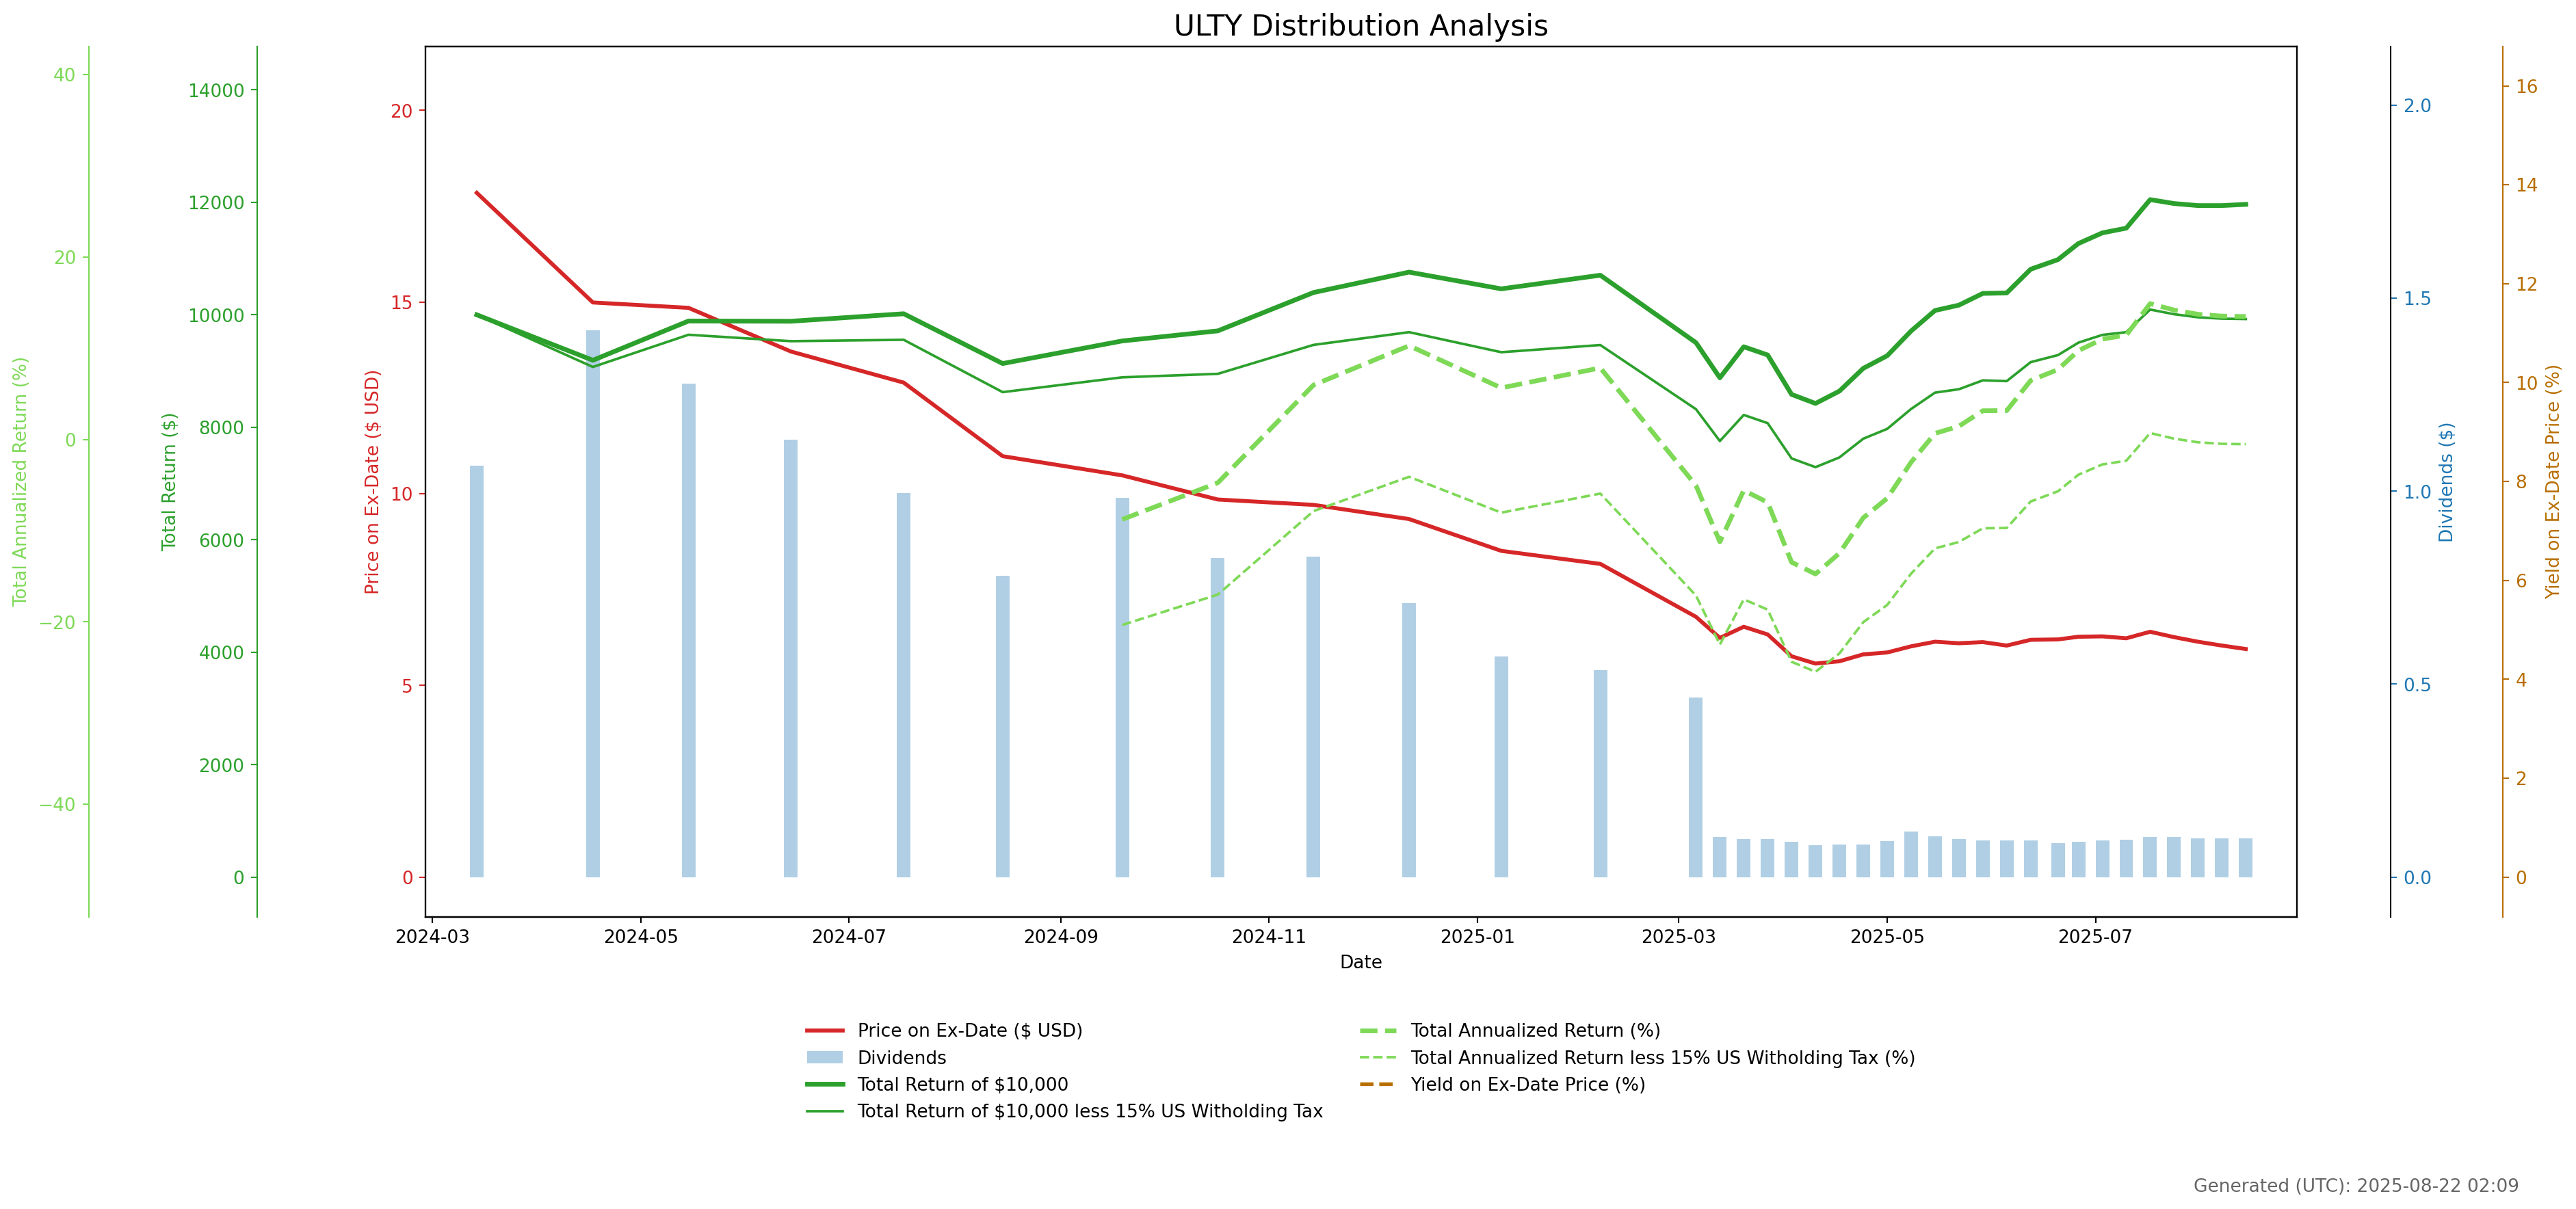 ULTY Distribution Analysis
Total Annualized Return (%)
40
20
0
−20
−40
Total Return ($)
14000
12000
10000
8000
6000
4000
2000
0
Price on Ex-Date ($ USD)
20
15
10
5
0
2.0
1.5
1.0
0.5
0.0
Dividends ($)
16
14
12
10
8
6
4
2
0
Yield on Ex-Date Price (%)
2024-03 2024-05 2024-07 2024-09 2024-11 2025-01 2025-03 2025-05 2025-07
Date
Price on Ex-Date ($ USD)
Dividends
Total Return of $10,000
Total Return of $10,000 less 15% US Witholding Tax
Total Annualized Return (%)
Total Annualized Return less 15% US Witholding Tax (%)
Yield on Ex-Date Price (%)
Generated (UTC): 2025-08-22 02:09